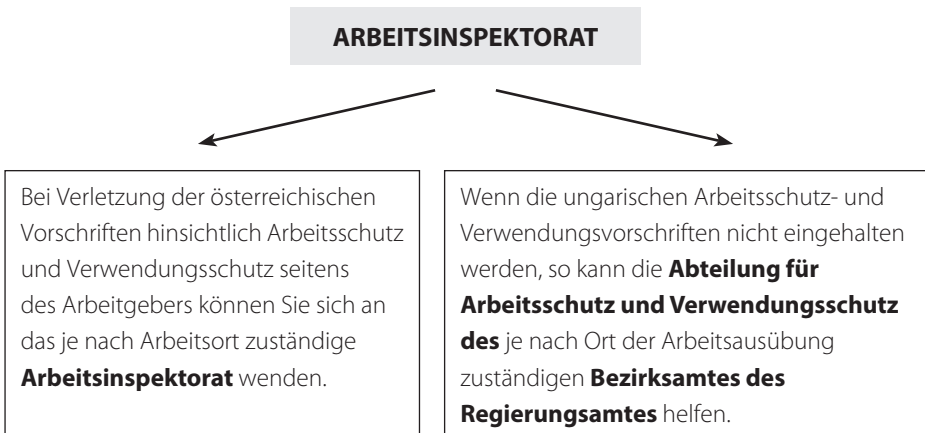 ARBEITSINSPEKTORAT
Bei Verletzung der österreichischen
Vorschriften hinsichtlich Arbeitsschutz
und Verwendungsschutz seitens
des Arbeitgebers können Sie sich an
das je nach Arbeitsort zuständige
Arbeitsinspektorat wenden.
Wenn die ungarischen Arbeitsschutz- und
Verwendungsvorschriften nicht eingehalten
werden, so kann die Abteilung für
Arbeitsschutz und Verwendungsschutz
des je nach Ort der Arbeitsausübung
zuständigen Bezirksamtes des
Regierungsamtes helfen.